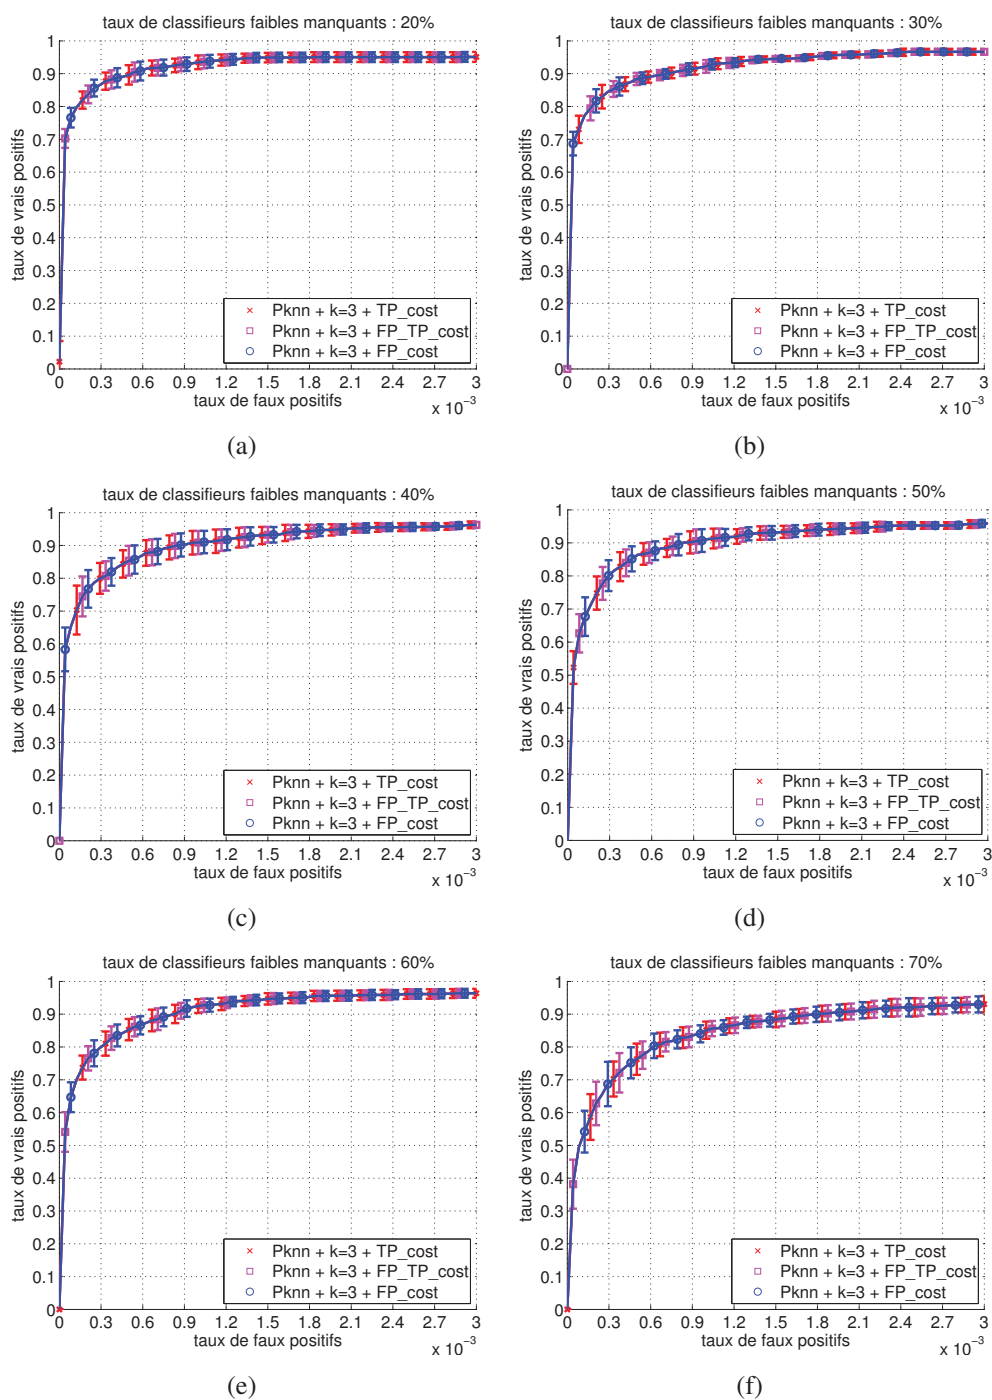 taux de classifieurs faibles manquants : 20%
1
0.9
0.8
0.7
0.6
0.5
0.4
0.3
0.2
0.1
0
taux de vrais positifs
Pknn + k=3 + TP_cost
Pknn + k=3 + FP_TP_cost
Pknn + k=3 + FP_cost
0 0.3 0.6 0.9 1.2 1.5 1.8 2.1 2.4 2.7 3
taux de faux positifs
x 10⁻³
(a)
taux de classifieurs faibles manquants : 30%
1
0.9
0.8
0.7
0.6
0.5
0.4
0.3
0.2
0.1
0
taux de vrais positifs
Pknn + k=3 + TP_cost
Pknn + k=3 + FP_TP_cost
Pknn + k=3 + FP_cost
0 0.3 0.6 0.9 1.2 1.5 1.8 2.1 2.4 2.7 3
taux de faux positifs
x 10⁻³
(b)
taux de classifieurs faibles manquants : 40%
1
0.9
0.8
0.7
0.6
0.5
0.4
0.3
0.2
0.1
0
taux de vrais positifs
Pknn + k=3 + TP_cost
Pknn + k=3 + FP_TP_cost
Pknn + k=3 + FP_cost
0 0.3 0.6 0.9 1.2 1.5 1.8 2.1 2.4 2.7 3
taux de faux positifs
x 10⁻³
(c)
taux de classifieurs faibles manquants : 50%
1
0.9
0.8
0.7
0.6
0.5
0.4
0.3
0.2
0.1
0
taux de vrais positifs
Pknn + k=3 + TP_cost
Pknn + k=3 + FP_TP_cost
Pknn + k=3 + FP_cost
0 0.3 0.6 0.9 1.2 1.5 1.8 2.1 2.4 2.7 3
taux de faux positifs
x 10⁻³
(d)
taux de classifieurs faibles manquants : 60%
1
0.9
0.8
0.7
0.6
0.5
0.4
0.3
0.2
0.1
0
taux de vrais positifs
Pknn + k=3 + TP_cost
Pknn + k=3 + FP_TP_cost
Pknn + k=3 + FP_cost
0 0.3 0.6 0.9 1.2 1.5 1.8 2.1 2.4 2.7 3
taux de faux positifs
x 10⁻³
(e)
taux de classifieurs faibles manquants : 70%
1
0.9
0.8
0.7
0.6
0.5
0.4
0.3
0.2
0.1
0
taux de vrais positifs
Pknn + k=3 + TP_cost
Pknn + k=3 + FP_TP_cost
Pknn + k=3 + FP_cost
0 0.3 0.6 0.9 1.2 1.5 1.8 2.1 2.4 2.7 3
taux de faux positifs
x 10⁻³
(f)